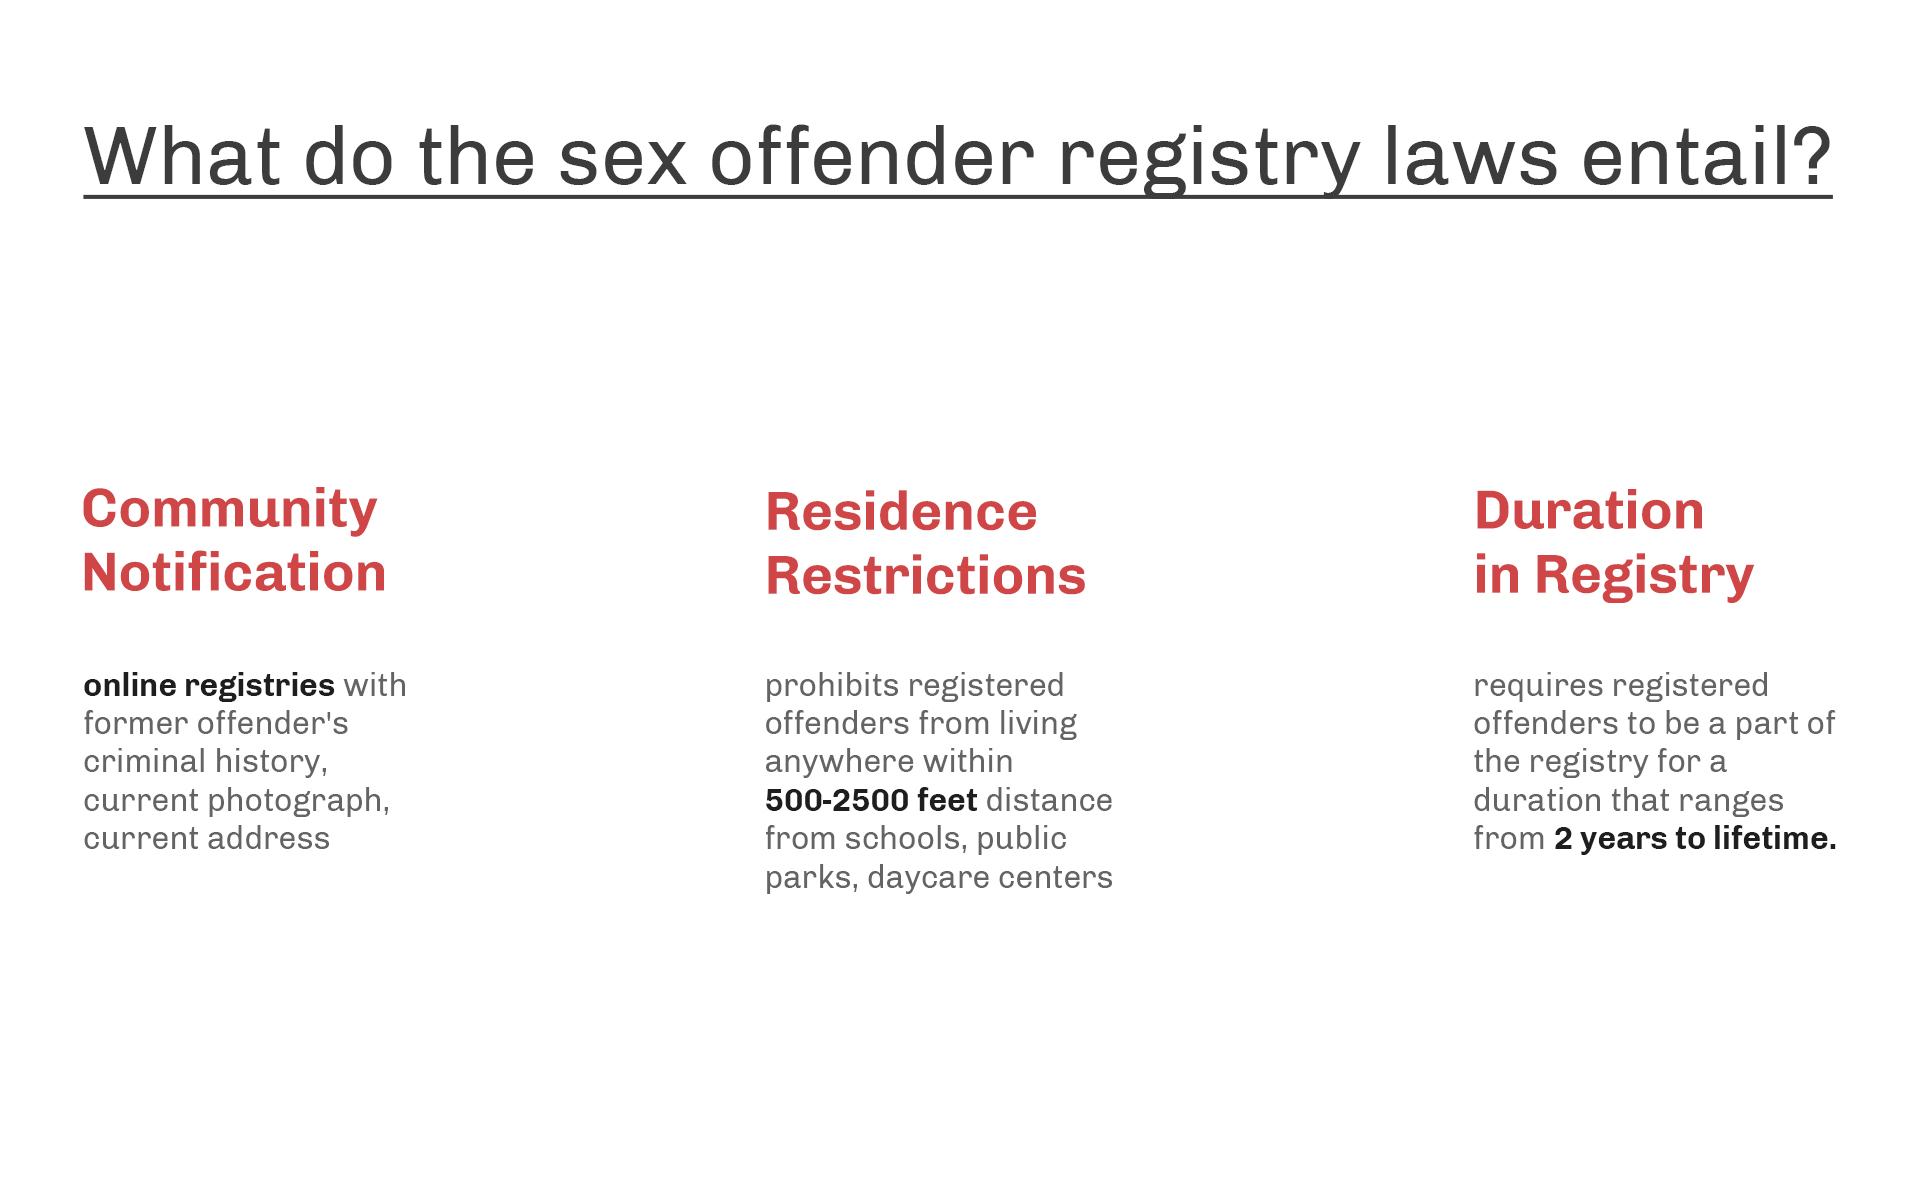 What do the sex offender registry laws entail?
Community
Notification
online registries with
former offender's
criminal history,
current photograph,
current address
Residence
Restrictions
prohibits registered
offenders from living
anywhere within
500-2500 feet distance
from schools, public
parks, daycare centers
Duration
in Registry
requires registered
offenders to be a part of
the registry for a
duration that ranges
from 2 years to lifetime.